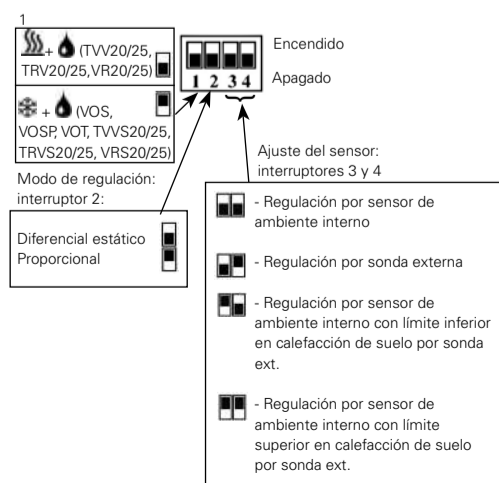 1
+ (TVV20/25,
TRV20/25,VR20/25)
+ (VOS,
VOSP, VOT, TVVS20/25,
TRVS20/25, VRS20/25)
1 2 3 4
Encendido
Apagado
Modo de regulación:
interruptor 2:
Diferencial estático
Proporcional
Ajuste del sensor:
interruptores 3 y 4
- Regulación por sensor de
ambiente interno
- Regulación por sonda externa
- Regulación por sensor de
ambiente interno con límite inferior
en calefacción de suelo por sonda
ext.
- Regulación por sensor de
ambiente interno con límite
superior en calefacción de suelo
por sonda ext.